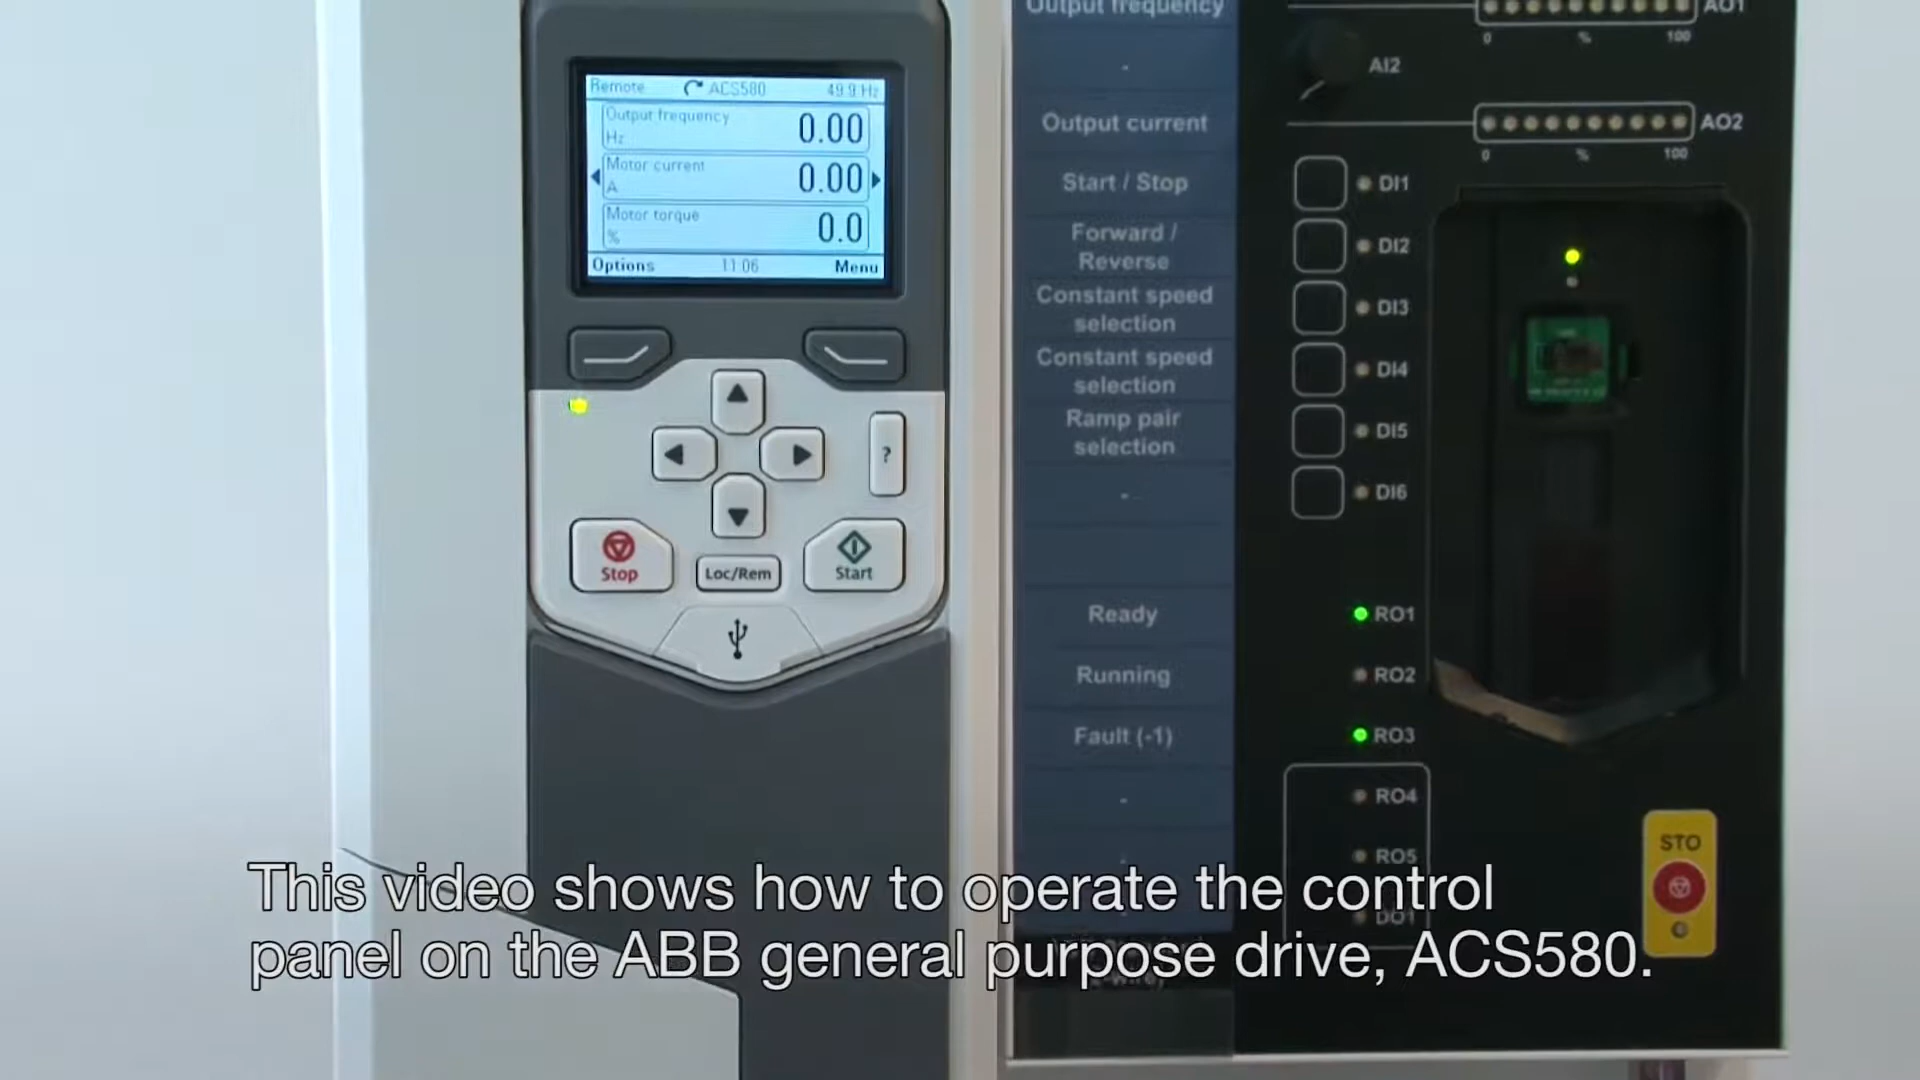 Remote ACS580 49.9 Hz
Output frequency
Hz
0.00
Motor current
A
0.00
Motor torque
%
0.0
Options 11:06 Menu
?
Stop
Loc/Rem
Start
Output frequency
-
Output current
Start / Stop
Forward /
Reverse
Constant speed
selection
Constant speed
selection
Ramp pair
selection
-
Ready
Running
Fault (-1)
-
-
-
AO1
0 % 100
AI2
AO2
0 % 100
DI1
DI2
DI3
DI4
DI5
DI6
RO1
RO2
RO3
RO4
RO5
DO1
STO
This video shows how to operate the control
panel on the ABB general purpose drive, ACS580.